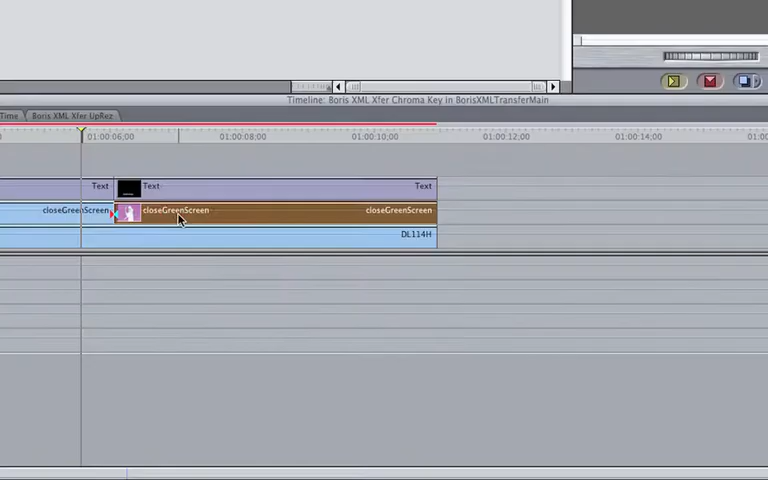 Timeline: Boris XML Xfer Chroma Key in BorisXMLTransferMain
Time Boris XML Xfer UpRez
01:00:06;00 01:00:08;00 01:00:10;00 01:00:12;00 01:00:14;00 01:00
Text Text Text
closeGreenScreen closeGreenScreen closeGreenScreen
DL114H